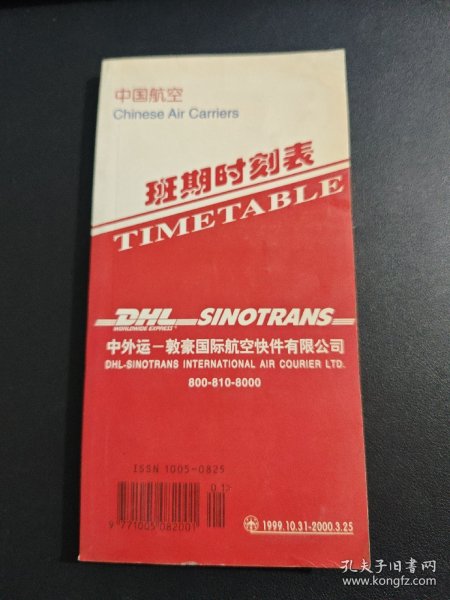 中国航空
Chinese Air Carriers
班期时刻表
TIMETABLE
DHL SINOTRANS
WORLDWIDE EXPRESS
中外运－敦豪国际航空快件有限公司
DHL-SINOTRANS INTERNATIONAL AIR COURIER LTD.
800-810-8000
ISSN 1005-0825
9 771005 082001
1999.10.31-2000.3.25
孔夫子旧书网
www.kongfz.com